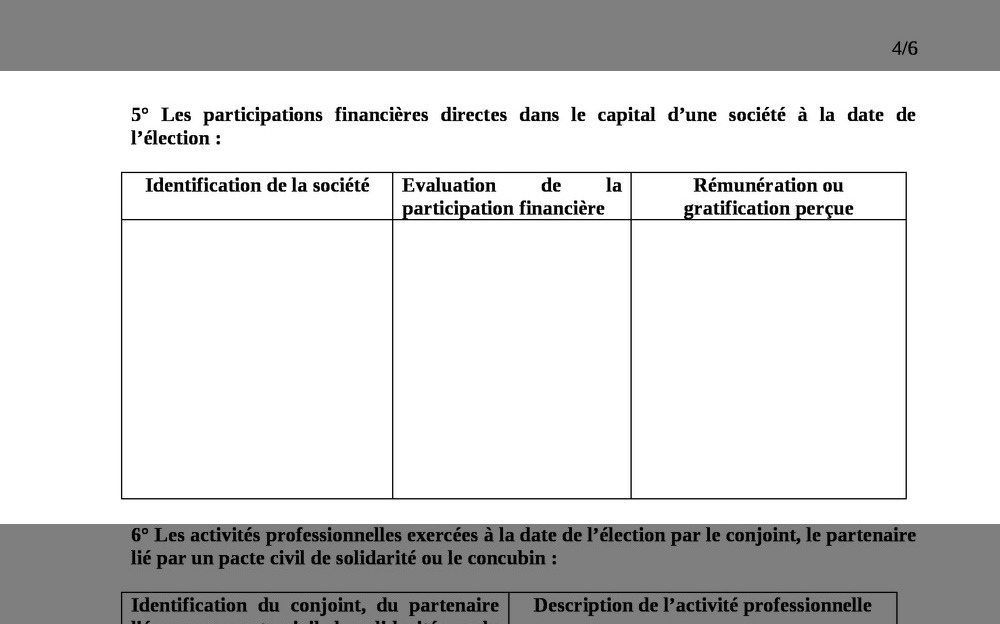 4/6
5° Les participations financières directes dans le capital d’une société à la date de
l’élection :
Identification de la société
Evaluation de la
participation financière
Rémunération ou
gratification perçue
6° Les activités professionnelles exercées à la date de l’élection par le conjoint, le partenaire
lié par un pacte civil de solidarité ou le concubin :
Identification du conjoint, du partenaire
Description de l’activité professionnelle